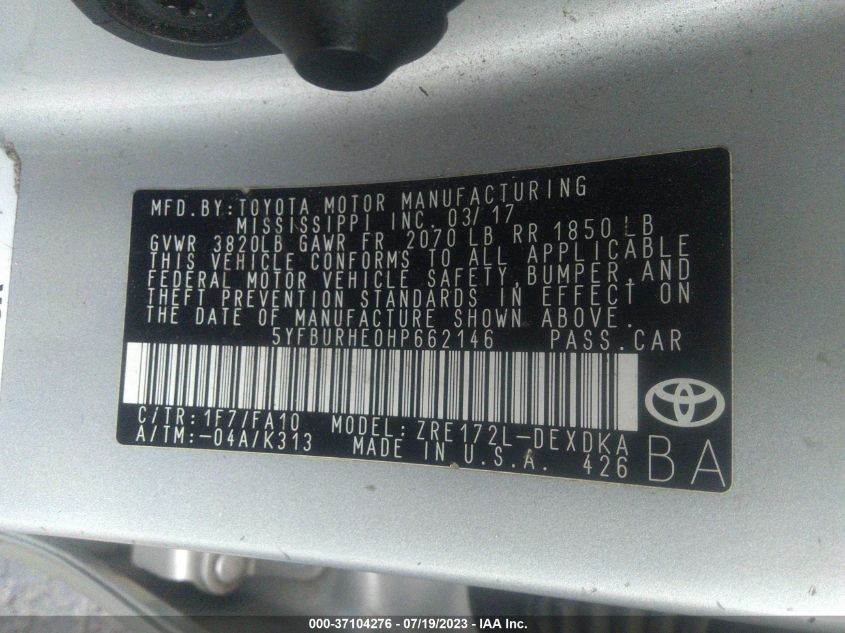 MFD.BY:TOYOTA MOTOR MANUFACTURING
MISSISSIPPI INC. 03/17
GVWR 3820LB GAWR FR 2070 LB RR 1850 LB
THIS VEHICLE CONFORMS TO ALL APPLICABLE
FEDERAL MOTOR VEHICLE SAFETY, BUMPER, AND
THEFT PREVENTION STANDARDS IN EFFECT ON
THE DATE OF MANUFACTURE SHOWN ABOVE.
5YFBURHE0HP662146 PASS.CAR
C/TR:1F7/FA10 MODEL:ZRE172L-DEXDKA
A/TM:-04A/K313 MADE IN U.S.A. 426
BA
000-37104276 - 07/19/2023 - IAA Inc.